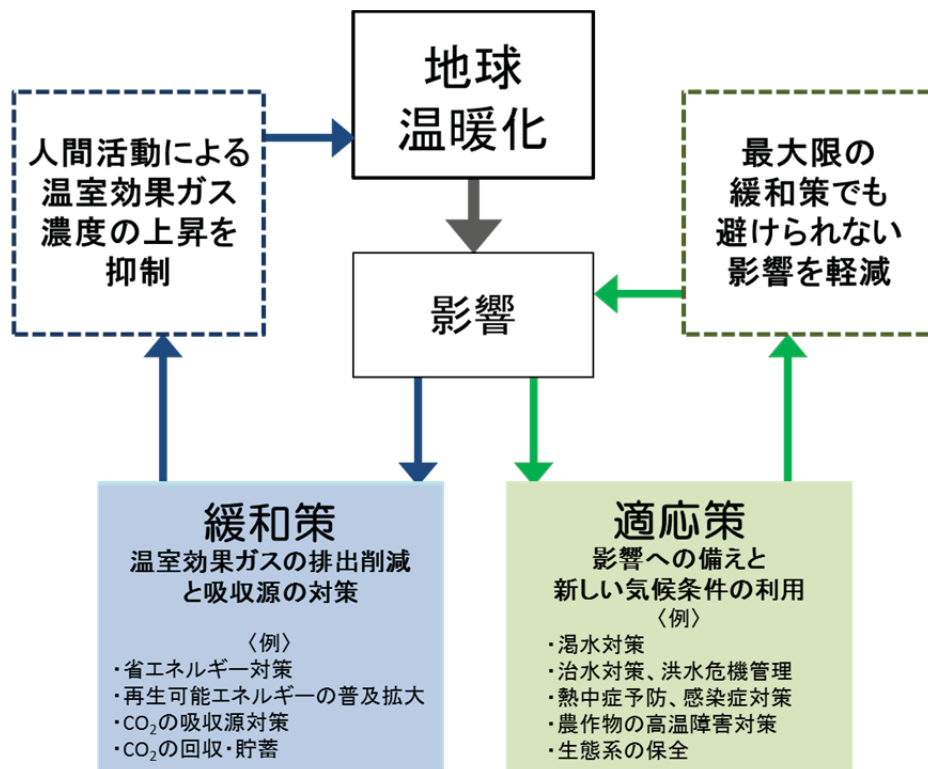 地球
温暖化
人間活動による
温室効果ガス
濃度の上昇を
抑制
最大限の
緩和策でも
避けられない
影響を軽減
影響
緩和策
温室効果ガスの排出削減
と吸収源の対策
〈例〉
・省エネルギー対策
・再生可能エネルギーの普及拡大
・CO₂の吸収源対策
・CO₂の回収・貯蓄
適応策
影響への備えと
新しい気候条件の利用
〈例〉
・渇水対策
・治水対策、洪水危機管理
・熱中症予防、感染症対策
・農作物の高温障害対策
・生態系の保全